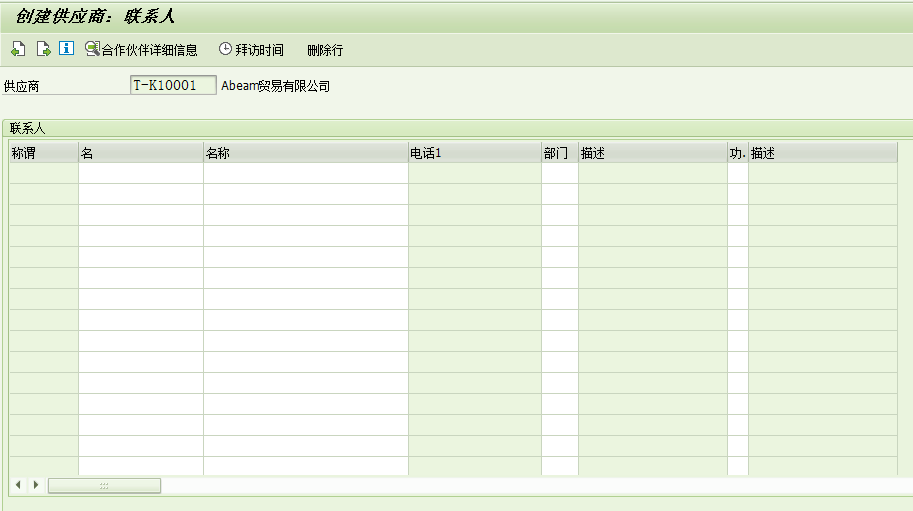 创建供应商: 联系人
合作伙伴详细信息 拜访时间 删除行
供应商 T-K10001 Abeam贸易有限公司
联系人
称谓 名 名称 电话1 部门 描述 功. 描述